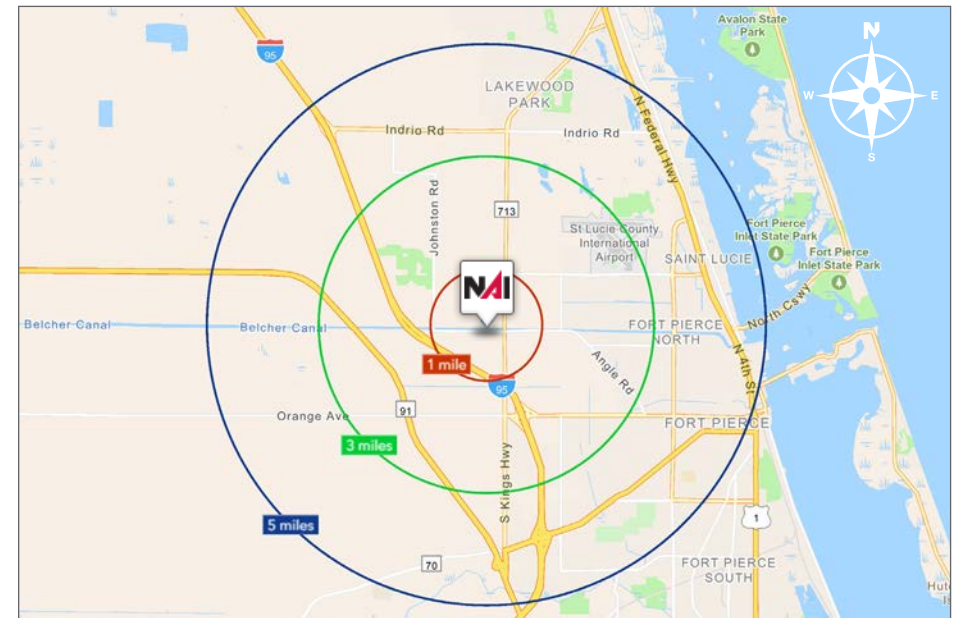 Avalon State
Park
N
W
E
S
95
LAKEWOOD
PARK
Indrio Rd
Indrio Rd
N Federal Hwy
Johnston Rd
713
St Lucie County
International
Airport
SAINT LUCIE
Fort Pierce
Inlet State Park
Fort Pierce
Inlet State Park
NAI
Belcher Canal
Belcher Canal
FORT PIERCE
NORTH
North Cswy
1 mile
95
Angle Rd
N 4th St
Orange Ave
91
FORT PIERCE
3 miles
S Kings Hwy
5 miles
1
70
FORT PIERCE
SOUTH